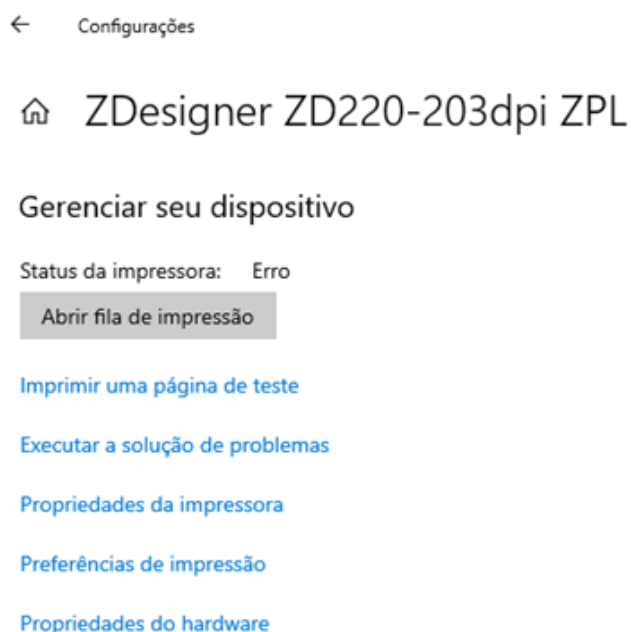 Configurações
ZDesigner ZD220-203dpi ZPL
Gerenciar seu dispositivo
Status da impressora: Erro
Abrir fila de impressão
Imprimir uma página de teste
Executar a solução de problemas
Propriedades da impressora
Preferências de impressão
Propriedades do hardware